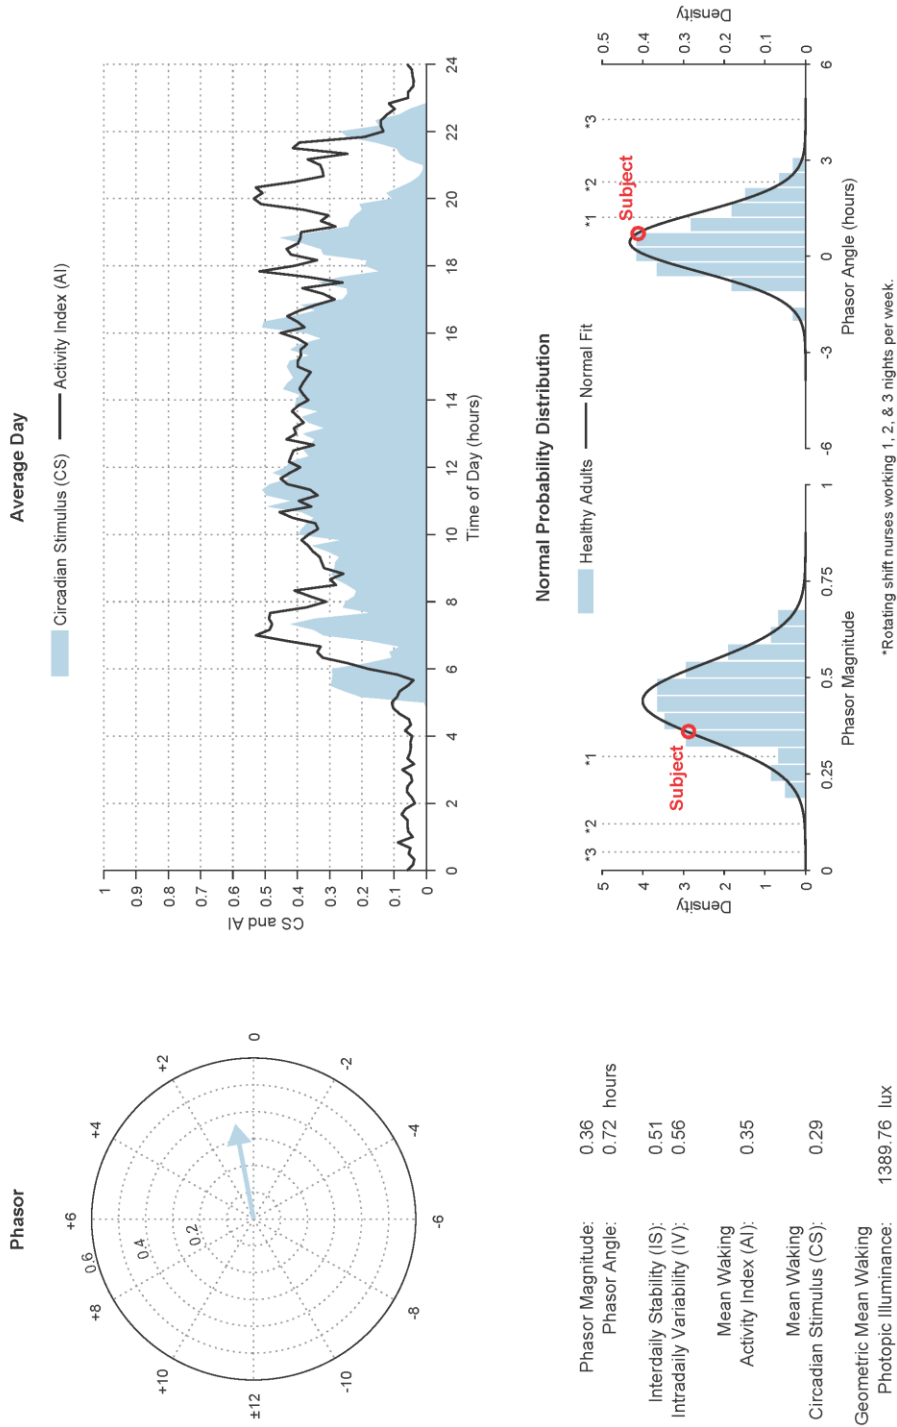 Phasor
+6
+4
+2
0
-2
-4
-6
-8
-10
±12
+10
+8
0.6
0.4
0.2
Average Day
Circadian Stimulus (CS)
Activity Index (AI)
CS and AI
1
0.9
0.8
0.7
0.6
0.5
0.4
0.3
0.2
0.1
0
0 2 4 6 8 10 12 14 16 18 20 22 24
Time of Day (hours)
Phasor Magnitude: 0.36
Phasor Angle: 0.72 hours
Interdaily Stability (IS): 0.51
Intradaily Variability (IV): 0.56
Mean Waking
Activity Index (AI): 0.35
Mean Waking
Circadian Stimulus (CS): 0.29
Geometric Mean Waking
Photopic Illuminance: 1389.76 lux
Normal Probability Distribution
Healthy Adults
Normal Fit
*3 *2 *1
Subject
Density
5
4
3
2
1
0
0 0.25 0.5 0.75 1
Phasor Magnitude
*1 *2 *3
Subject
Density
0.5
0.4
0.3
0.2
0.1
0
-6 -3 0 3 6
Phasor Angle (hours)
*Rotating shift nurses working 1, 2, & 3 nights per week.